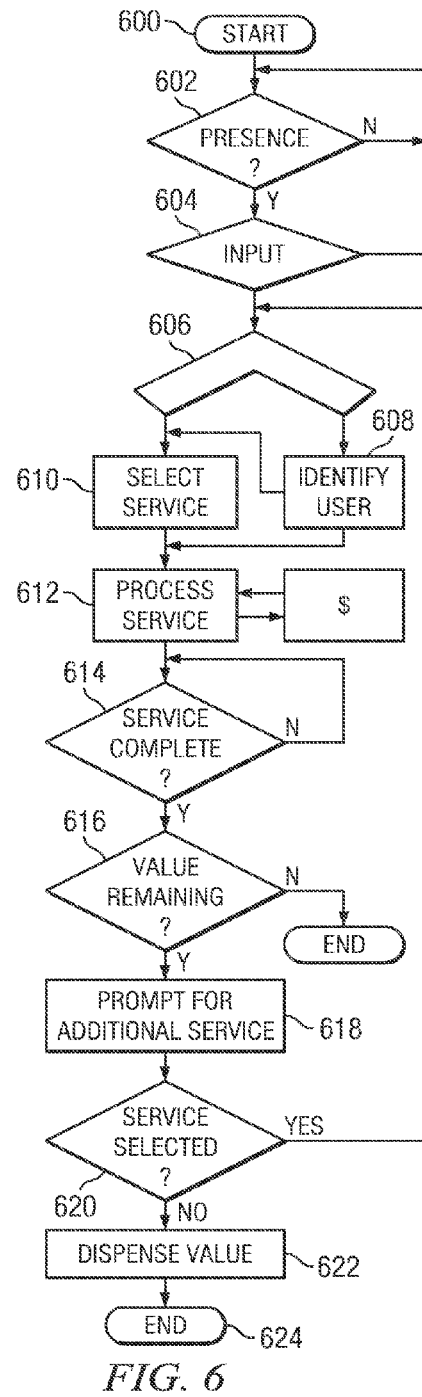 600
START
602
PRESENCE
?
N
Y
604
INPUT
606
608
610
SELECT
SERVICE
IDENTIFY
USER
612
PROCESS
SERVICE
$
614
SERVICE
COMPLETE
?
N
Y
616
VALUE
REMAINING
?
N
END
Y
PROMPT FOR
ADDITIONAL SERVICE
618
SERVICE
SELECTED
?
YES
620
NO
DISPENSE VALUE
622
END
624
FIG. 6